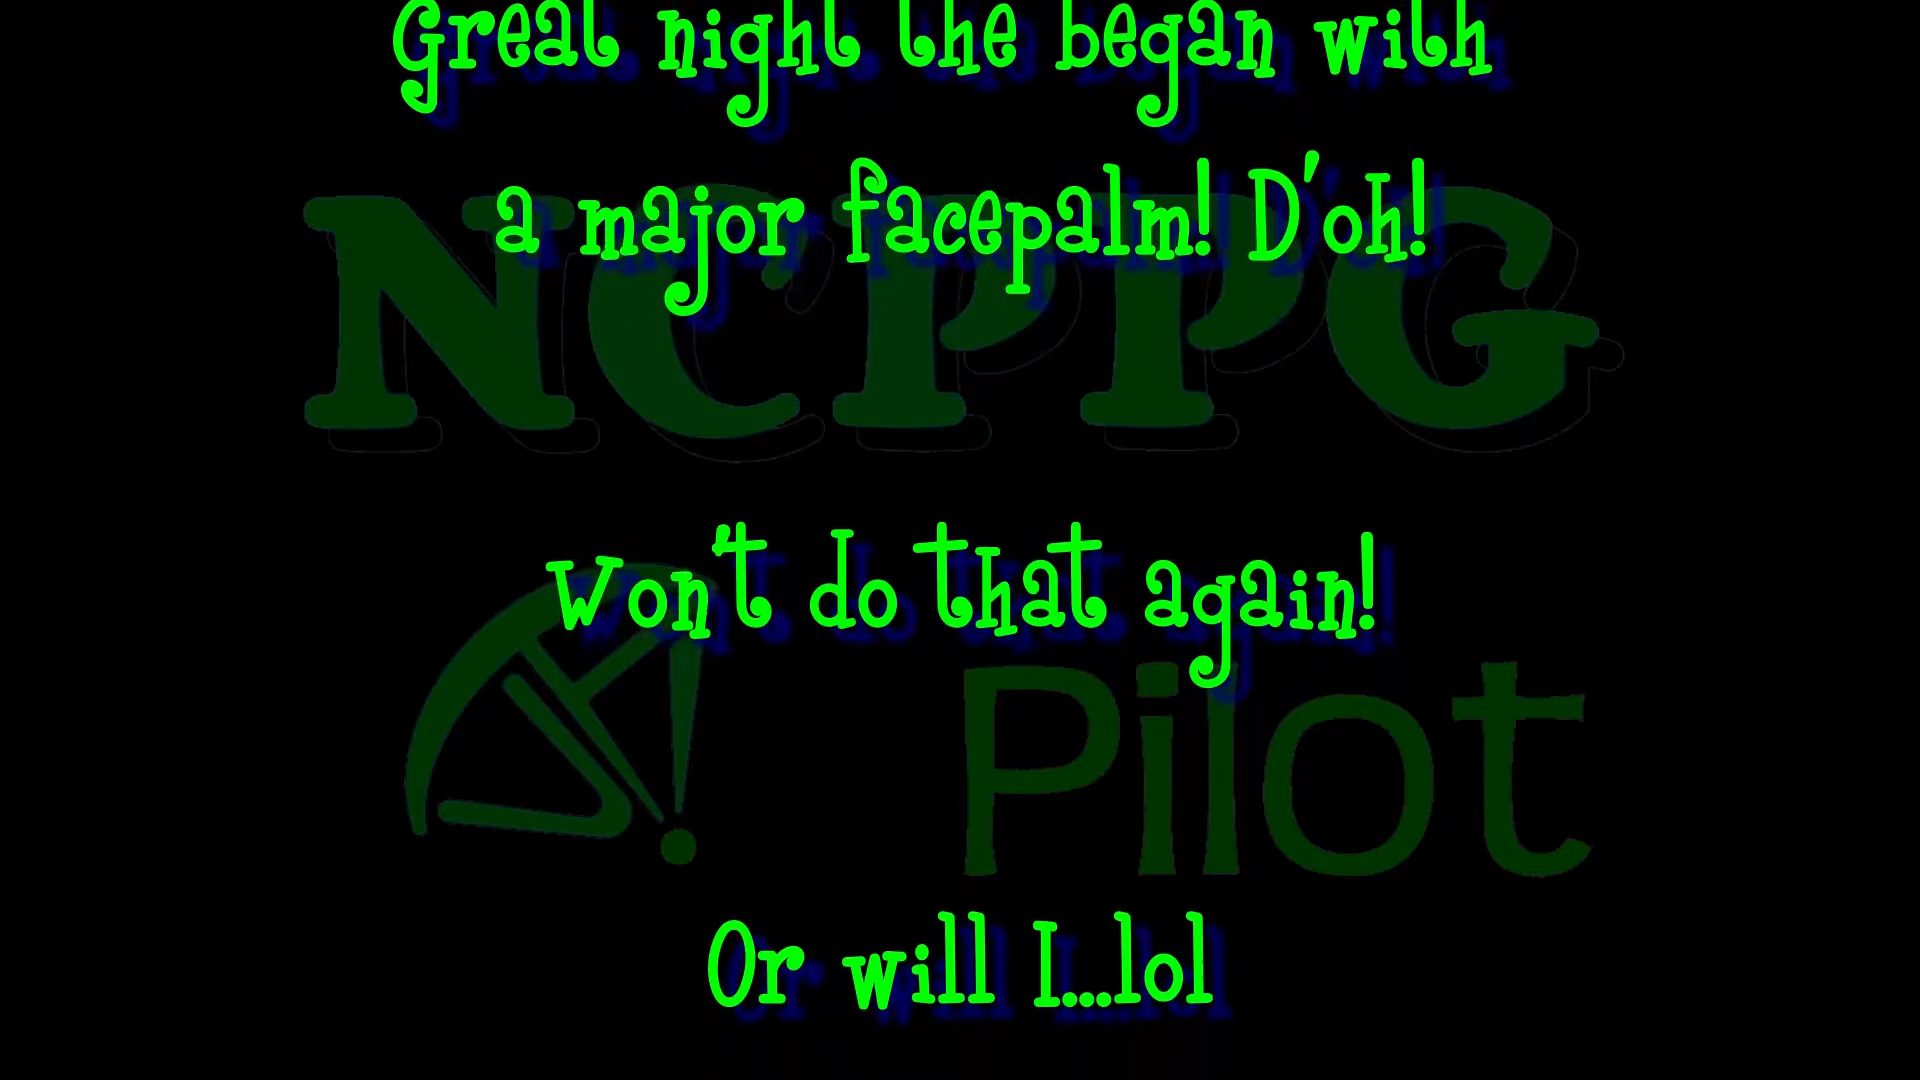 Great night the began with
a major facepalm! D'oh!
NCPPG
Won't do that again!
Pilot
Or will I...lol